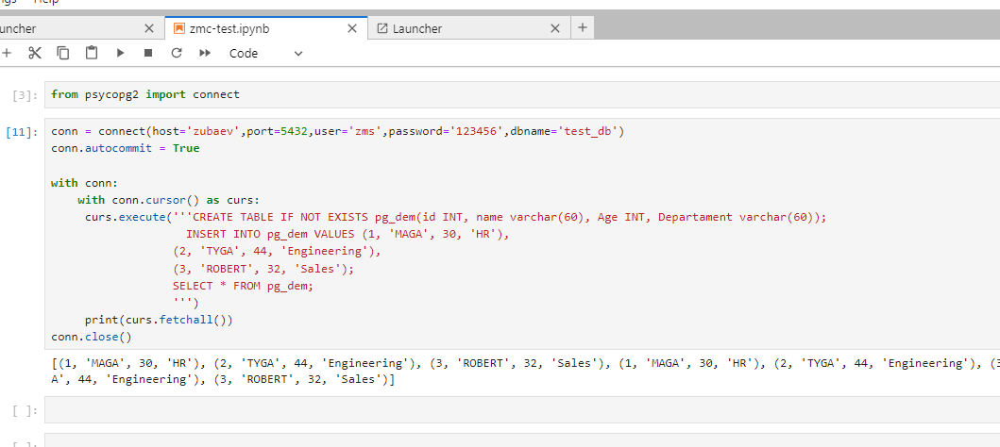 uncher
zmc-test.ipynb
Launcher
Code
[3]:
from psycopg2 import connect
[11]:
conn = connect(host='zubaev',port=5432,user='zms',password='123456',dbname='test_db')
conn.autocommit = True
with conn:
with conn.cursor() as curs:
curs.execute('''CREATE TABLE IF NOT EXISTS pg_dem(id INT, name varchar(60), Age INT, Departament varchar(60));
INSERT INTO pg_dem VALUES (1, 'MAGA', 30, 'HR'),
(2, 'TYGA', 44, 'Engineering'),
(3, 'ROBERT', 32, 'Sales');
SELECT * FROM pg_dem;
''')
print(curs.fetchall())
conn.close()
[(1, 'MAGA', 30, 'HR'), (2, 'TYGA', 44, 'Engineering'), (3, 'ROBERT', 32, 'Sales'), (1, 'MAGA', 30, 'HR'), (2, 'TYGA', 44, 'Engineering'), (3
A', 44, 'Engineering'), (3, 'ROBERT', 32, 'Sales')]
[ ]:
[ ]: